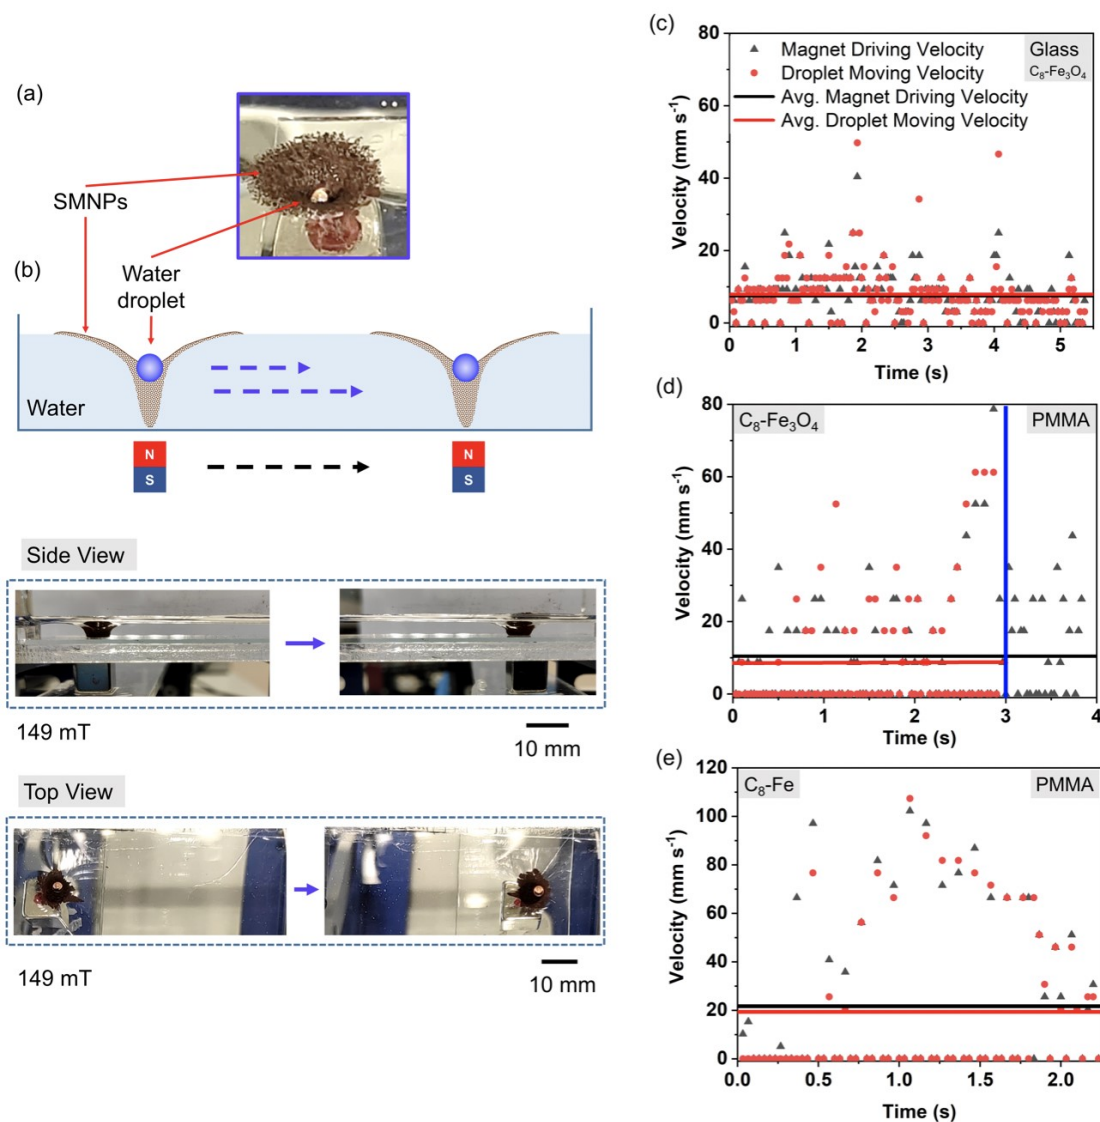 (a)
SMNPs
(b)
Water
droplet
Water
N
S
N
S
Side View
149 mT
10 mm
Top View
149 mT
10 mm
(c)
80
60
40
20
0
Velocity (mm s⁻¹)
Magnet Driving Velocity
Droplet Moving Velocity
Avg. Magnet Driving Velocity
Avg. Droplet Moving Velocity
Glass
C₈-Fe₃O₄
0 1 2 3 4 5
Time (s)
(d)
80
60
40
20
0
Velocity (mm s⁻¹)
C₈-Fe₃O₄
PMMA
0 1 2 3 4
Time (s)
(e)
120
100
80
60
40
20
0
Velocity (mm s⁻¹)
C₈-Fe
PMMA
0.0 0.5 1.0 1.5 2.0
Time (s)